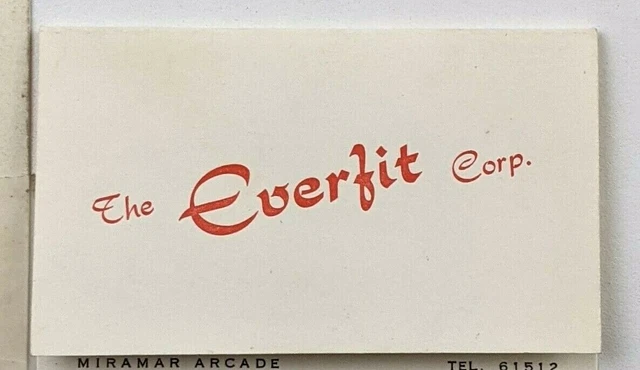 The Everfit Corp.
MIRAMAR ARCADE TEL. 61512